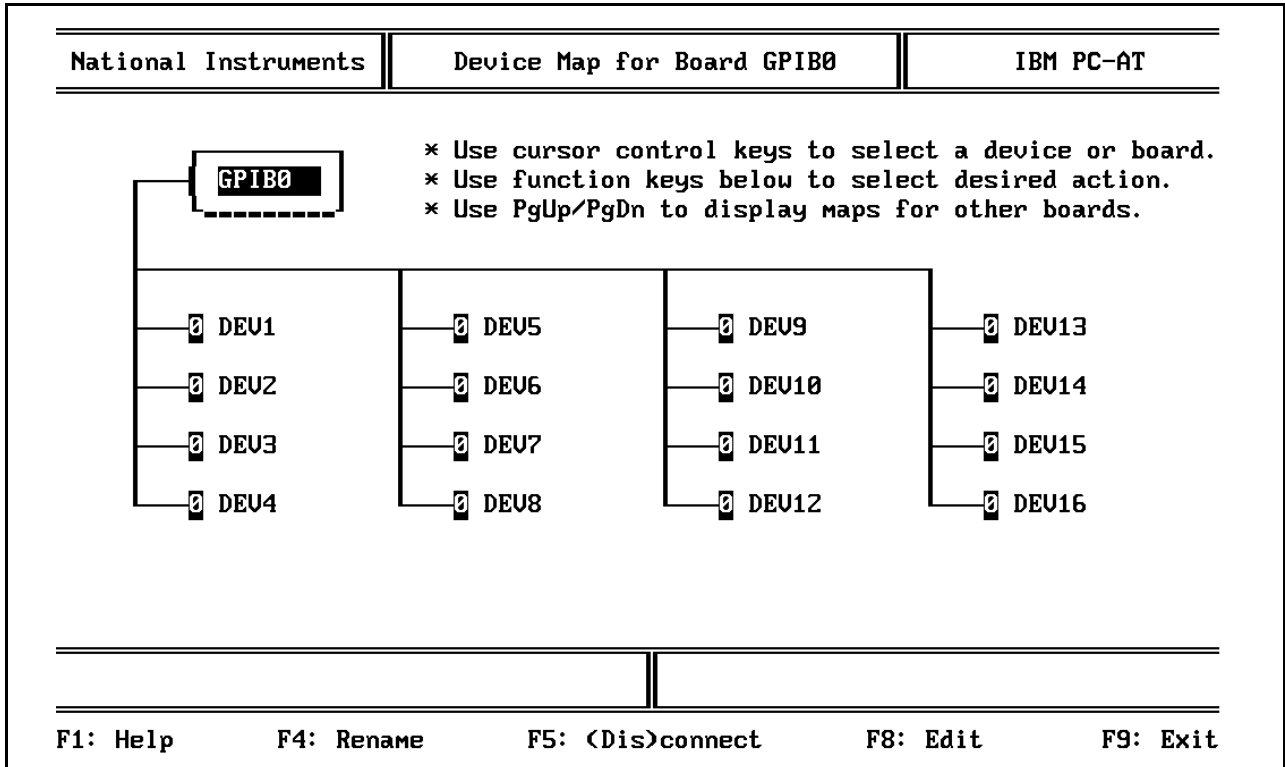 National Instruments Device Map for Board GPIB0 IBM PC-AT
* Use cursor control keys to select a device or board.
GPIB0 * Use function keys below to select desired action.
* Use PgUp/PgDn to display maps for other boards.
0 DEV1 0 DEV5 0 DEV9 0 DEV13
0 DEV2 0 DEV6 0 DEV10 0 DEV14
0 DEV3 0 DEV7 0 DEV11 0 DEV15
0 DEV4 0 DEV8 0 DEV12 0 DEV16
F1: Help F4: Rename F5: (Dis)connect F8: Edit F9: Exit